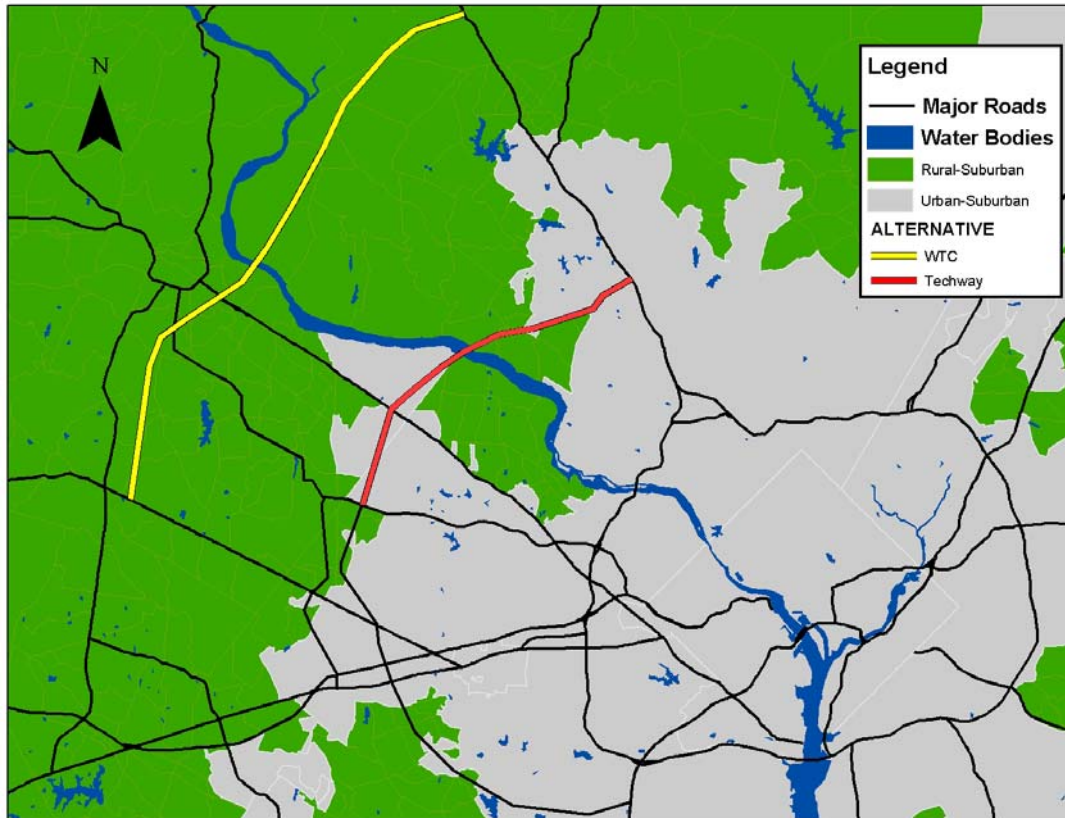 N
Legend
Major Roads
Water Bodies
Rural-Suburban
Urban-Suburban
ALTERNATIVE
WTC
Techway